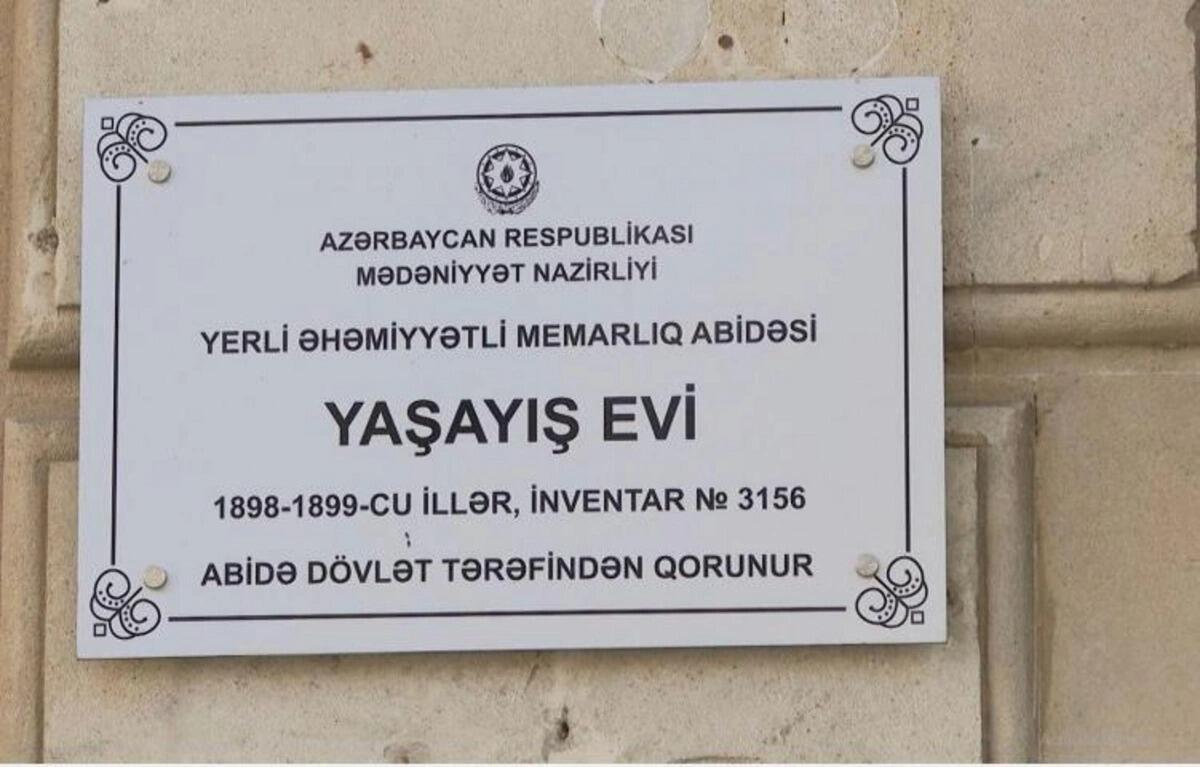 AZƏRBAYCAN RESPUBLİKASI
MƏDƏNİYYƏT NAZİRLİYİ
YERLİ ƏHƏMİYYƏTLİ MEMARLIQ ABİDƏSİ
YAŞAYIŞ EVİ
1898-1899-CU İLLƏR, İNVENTAR № 3156
ABİDƏ DÖVLƏT TƏRƏFİNDƏN QORUNUR